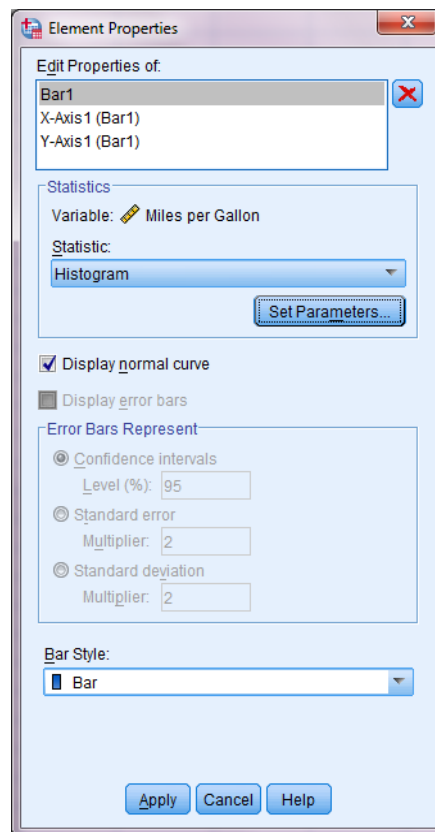 Element Properties
Edit Properties of:
Bar1
X-Axis1 (Bar1)
Y-Axis1 (Bar1)
Statistics
Variable: Miles per Gallon
Statistic:
Histogram
Set Parameters...
Display normal curve
Display error bars
Error Bars Represent
Confidence intervals
Level (%): 95
Standard error
Multiplier: 2
Standard deviation
Multiplier: 2
Bar Style:
Bar
Apply Cancel Help